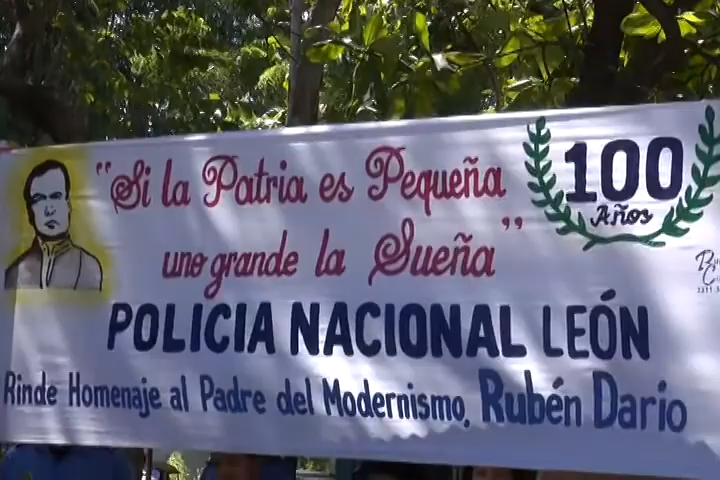 "Si la Patria es Pequeña
uno grande la Sueña"
100
Años
POLICIA NACIONAL LEÓN
Rinde Homenaje al Padre del Modernismo, Rubén Dario